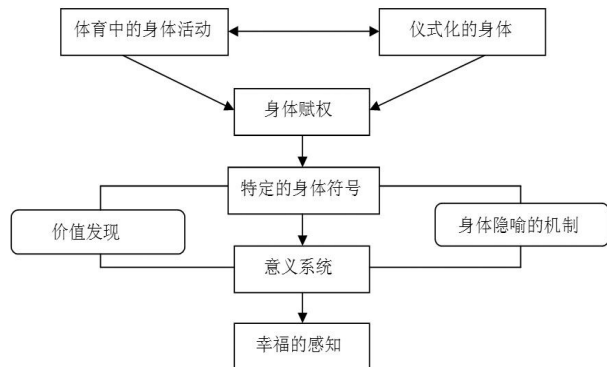 体育中的身体活动
仪式化的身体
身体赋权
特定的身体符号
价值发现
身体隐喻的机制
意义系统
幸福的感知